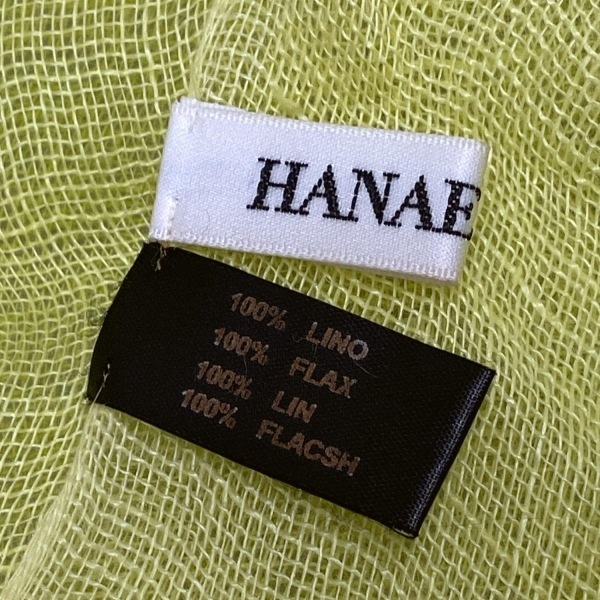 HANAE
100% LINO
100% FLAX
100% LIN
100% FLACSH